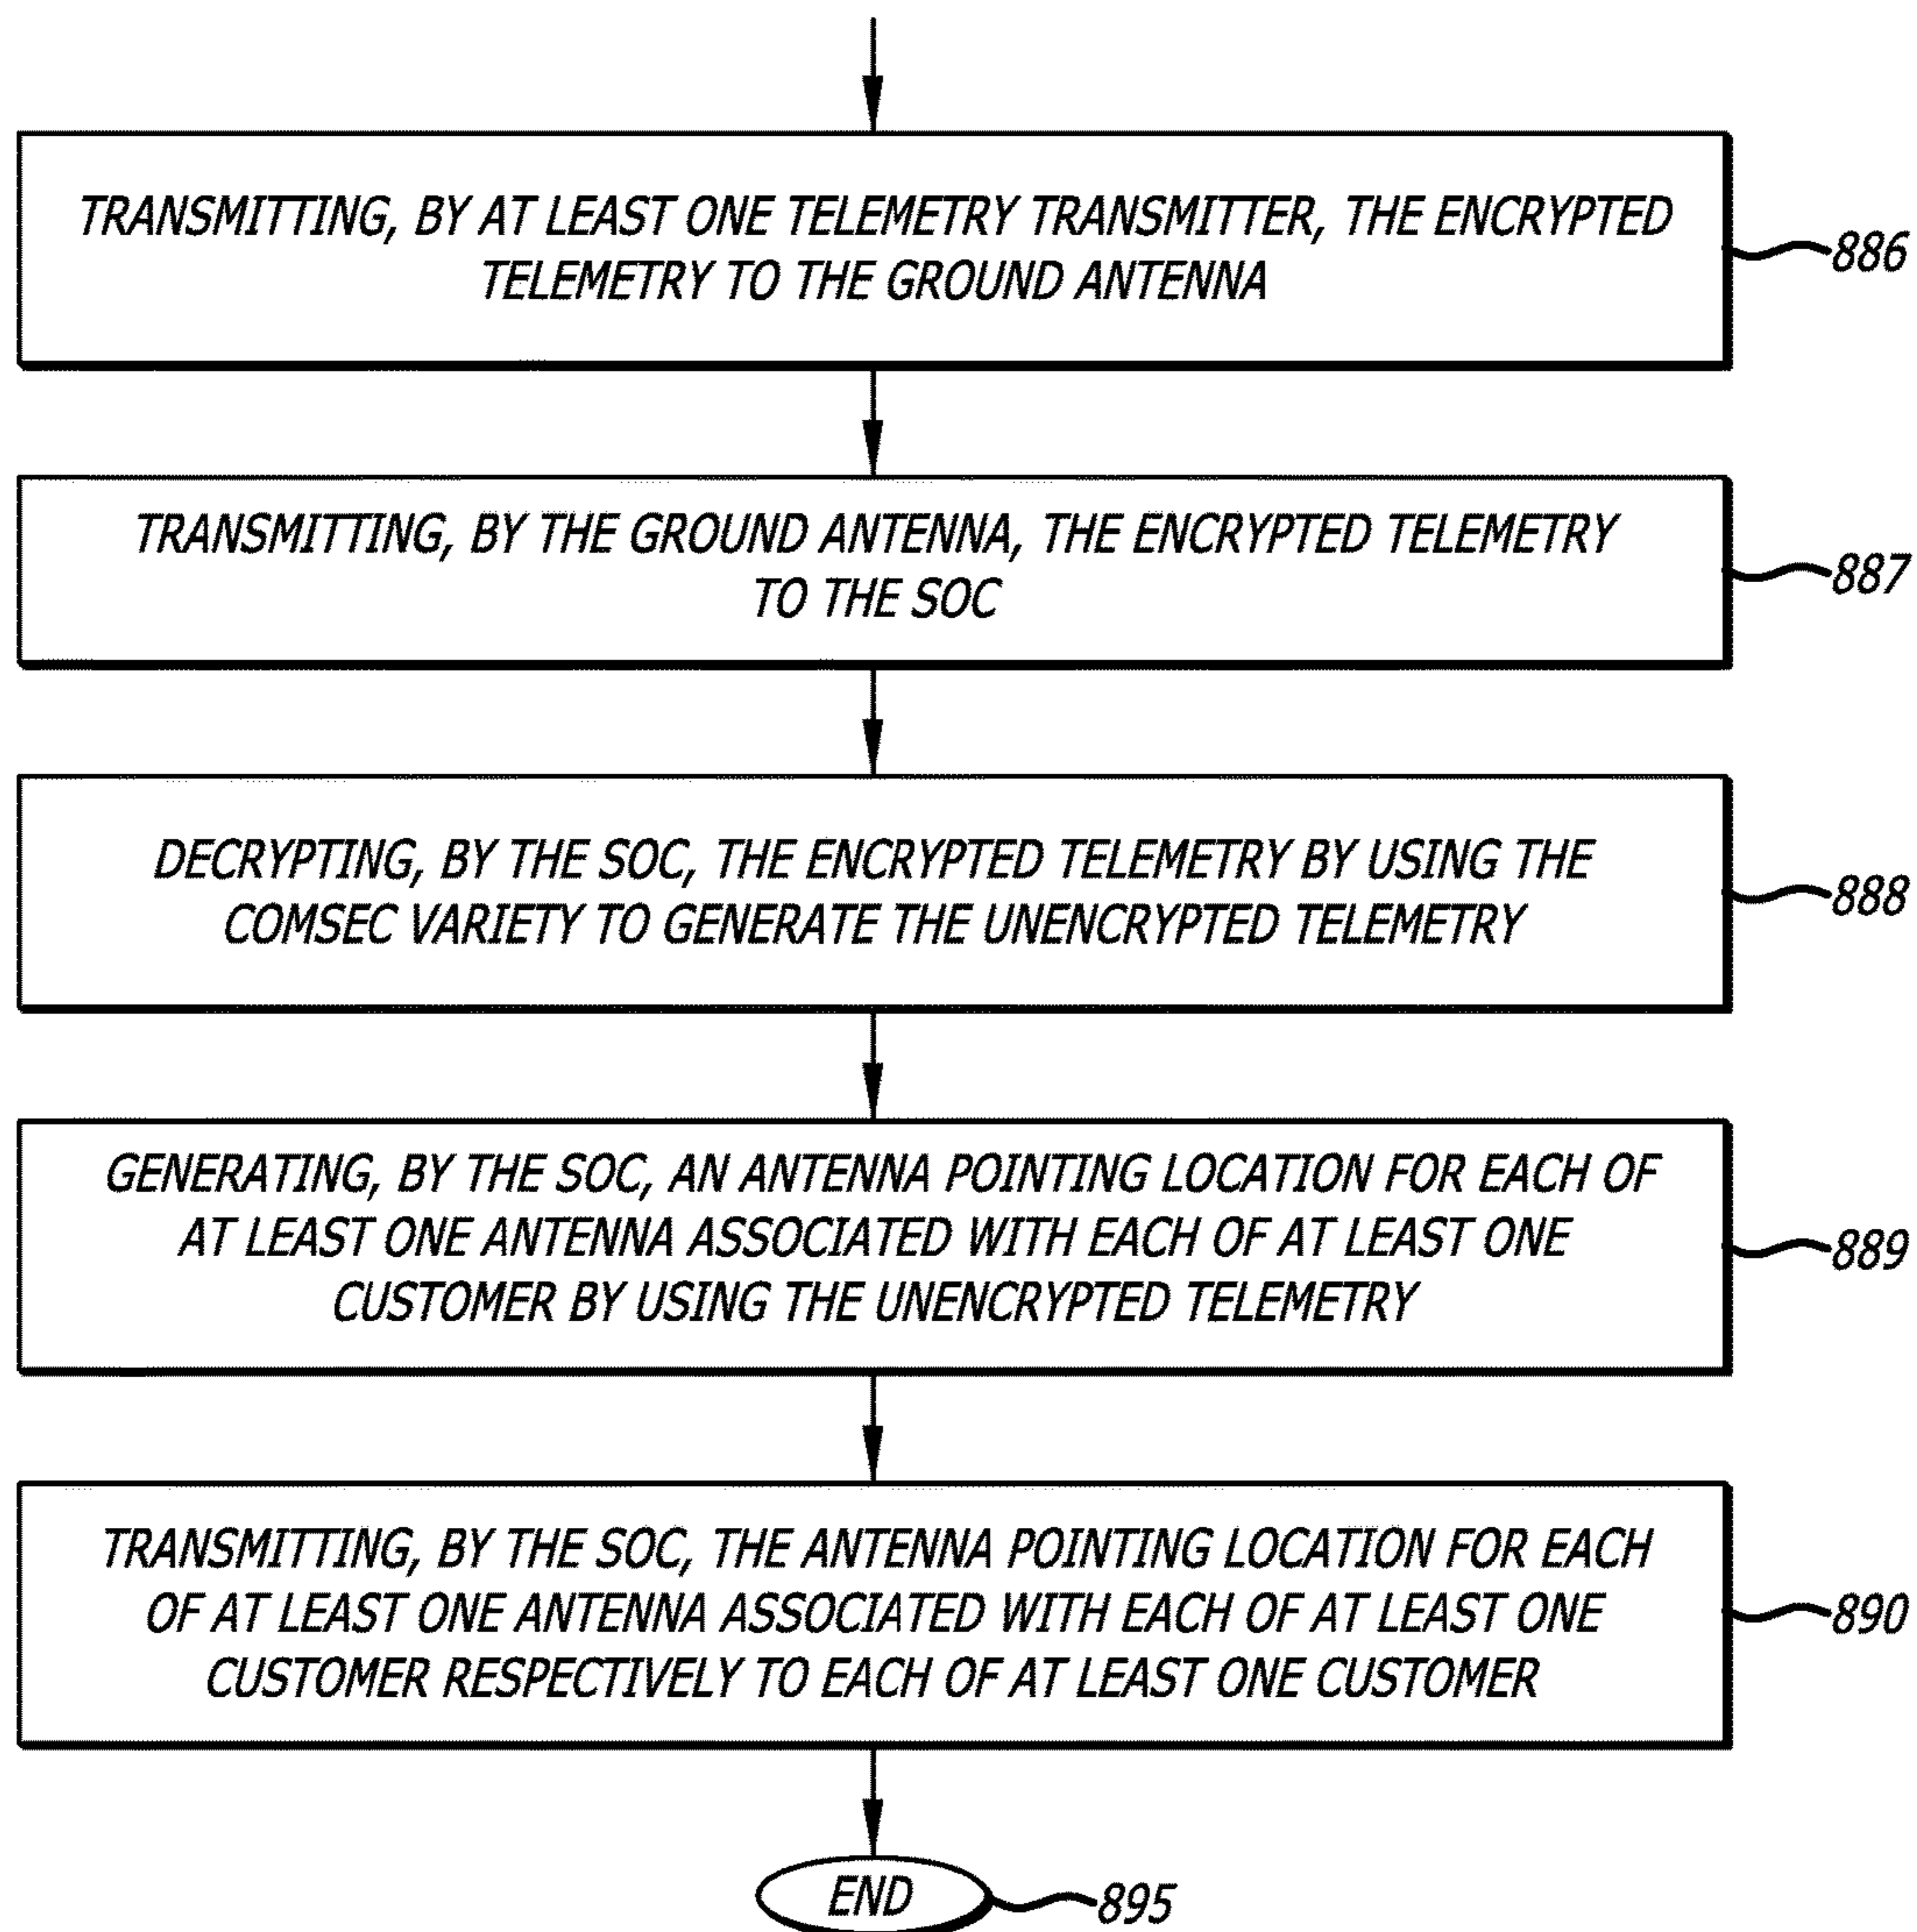 TRANSMITTING, BY AT LEAST ONE TELEMETRY TRANSMITTER, THE ENCRYPTED
TELEMETRY TO THE GROUND ANTENNA
886
TRANSMITTING, BY THE GROUND ANTENNA, THE ENCRYPTED TELEMETRY
TO THE SOC
887
DECRYPTING, BY THE SOC, THE ENCRYPTED TELEMETRY BY USING THE
COMSEC VARIETY TO GENERATE THE UNENCRYPTED TELEMETRY
888
GENERATING, BY THE SOC, AN ANTENNA POINTING LOCATION FOR EACH OF
AT LEAST ONE ANTENNA ASSOCIATED WITH EACH OF AT LEAST ONE
CUSTOMER BY USING THE UNENCRYPTED TELEMETRY
889
TRANSMITTING, BY THE SOC, THE ANTENNA POINTING LOCATION FOR EACH
OF AT LEAST ONE ANTENNA ASSOCIATED WITH EACH OF AT LEAST ONE
CUSTOMER RESPECTIVELY TO EACH OF AT LEAST ONE CUSTOMER
890
END
895